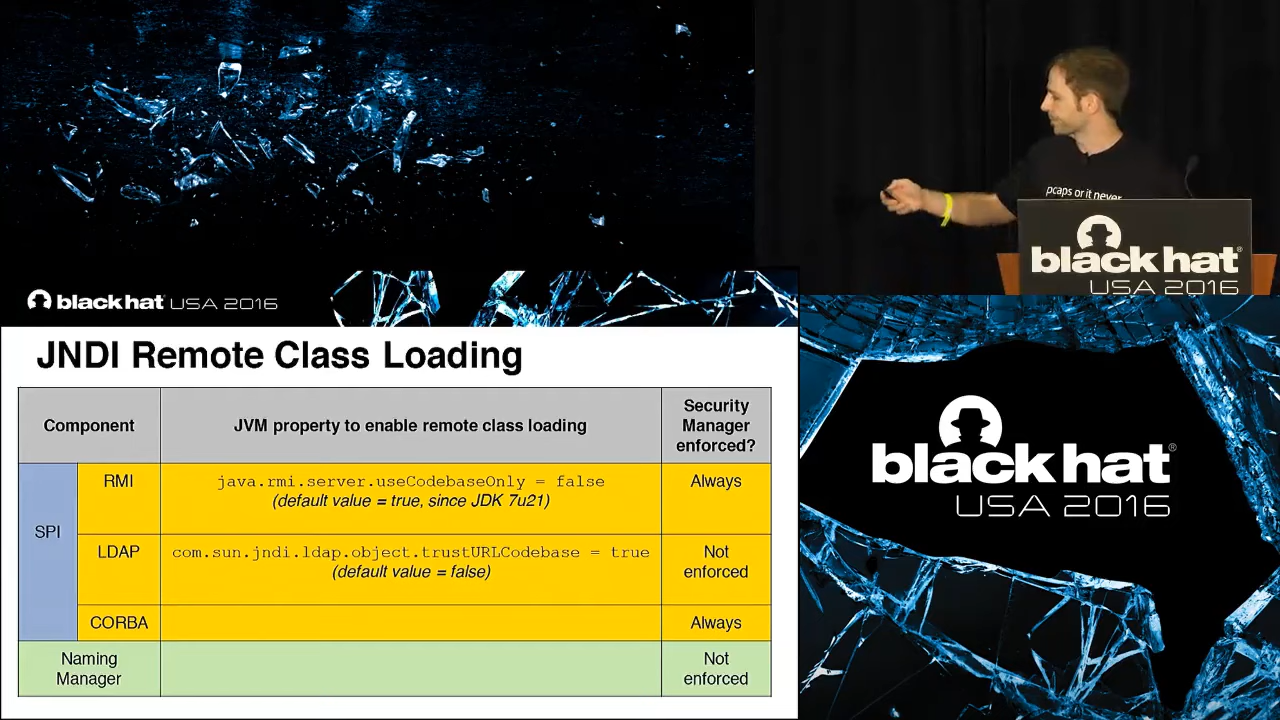 pcaps or it never
black hat®
USA 2016
black hat® USA 2016
JNDI Remote Class Loading
Component
JVM property to enable remote class loading
Security
Manager
enforced?
SPI
RMI
java.rmi.server.useCodebaseOnly = false
(default value = true, since JDK 7u21)
Always
LDAP
com.sun.jndi.ldap.object.trustURLCodebase = true
(default value = false)
Not
enforced
CORBA
Always
Naming
Manager
Not
enforced
black hat®
USA 2016